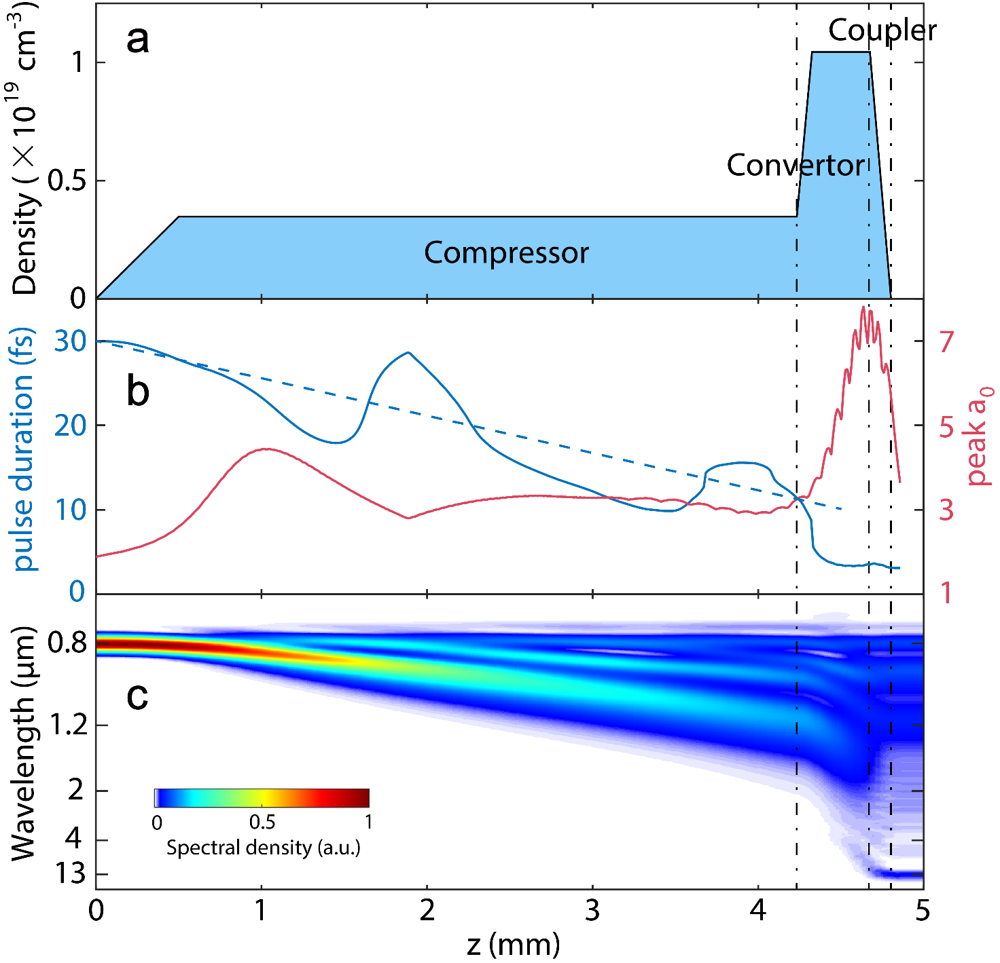 a
Coupler
Density (×10^19 cm^-3)
1
0.5
0
Convertor
Compressor
b
pulse duration (fs)
30
20
10
0
peak a_0
7
5
3
1
c
Wavelength (μm)
0.8
1.2
2
4
13
0 0.5 1
Spectral density (a.u.)
0 1 2 3 4 5
z (mm)